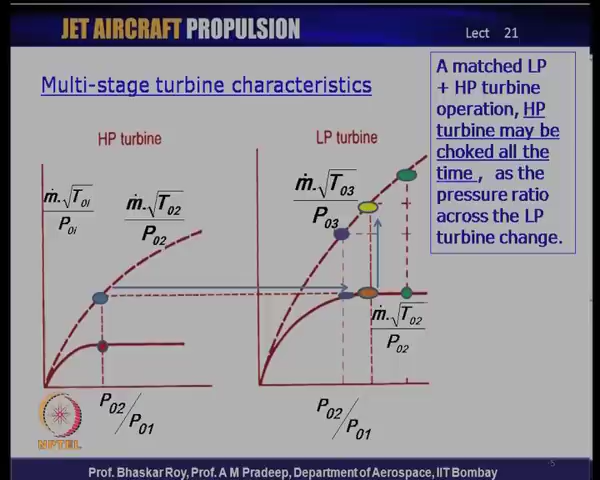 JET AIRCRAFT PROPULSION
Lect 21
Multi-stage turbine characteristics
A matched LP
+ HP turbine
operation, HP
turbine may be
choked all the
time , as the
pressure ratio
across the LP
turbine change.
HP turbine
LP turbine
ṁ.√T0i
P0i
ṁ.√T02
P02
ṁ.√T03
P03
ṁ.√T02
P02
P02/P01
P02/P01
NPTEL
5
Prof. Bhaskar Roy, Prof. A M Pradeep, Department of Aerospace, IIT Bombay